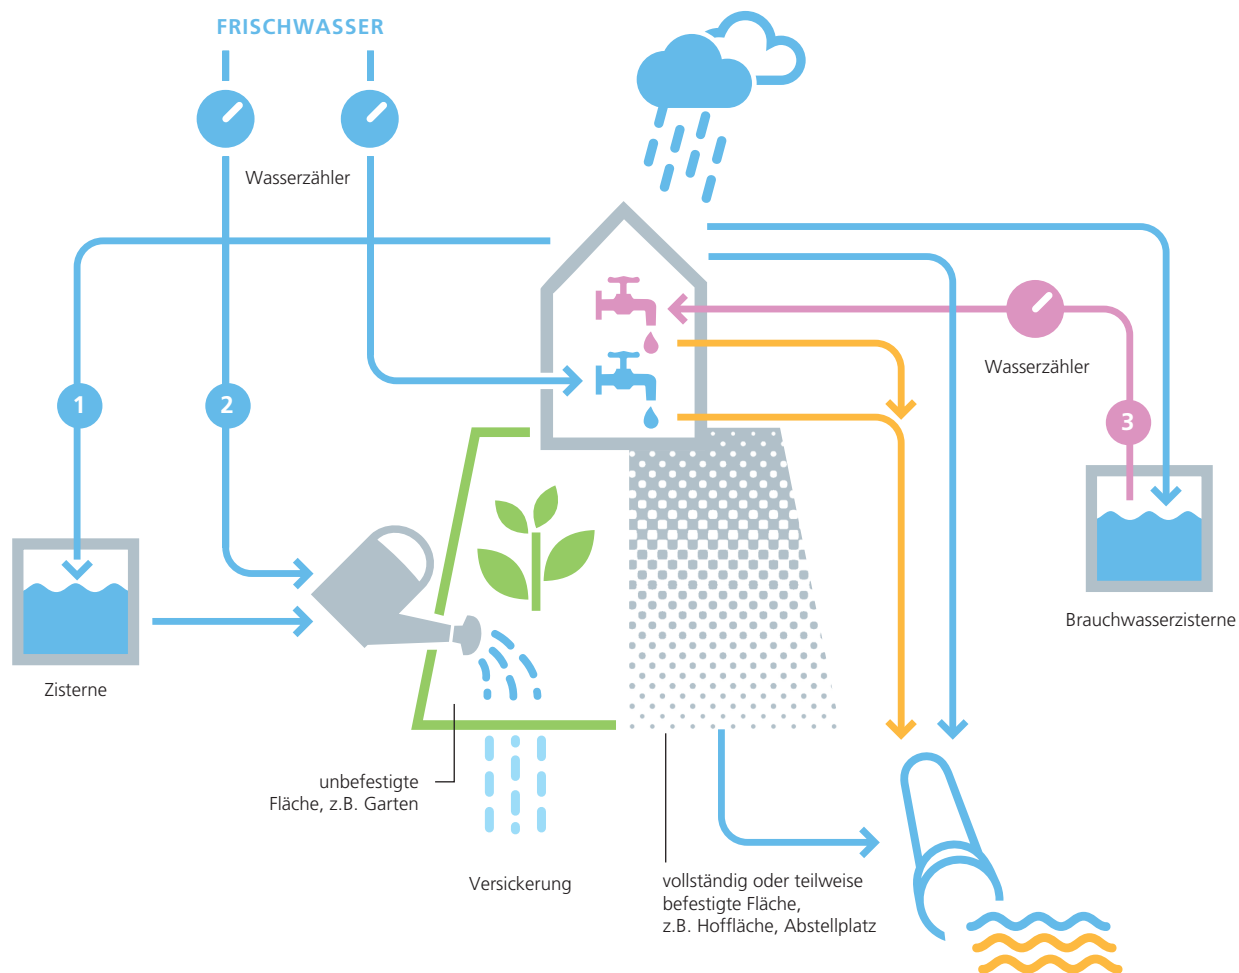 FRISCHWASSER
Wasserzähler
Wasserzähler
1
2
3
Brauchwasserzisterne
Zisterne
unbefestigte
Fläche, z.B. Garten
Versickerung
vollständig oder teilweise
befestigte Fläche,
z.B. Hoffläche, Abstellplatz